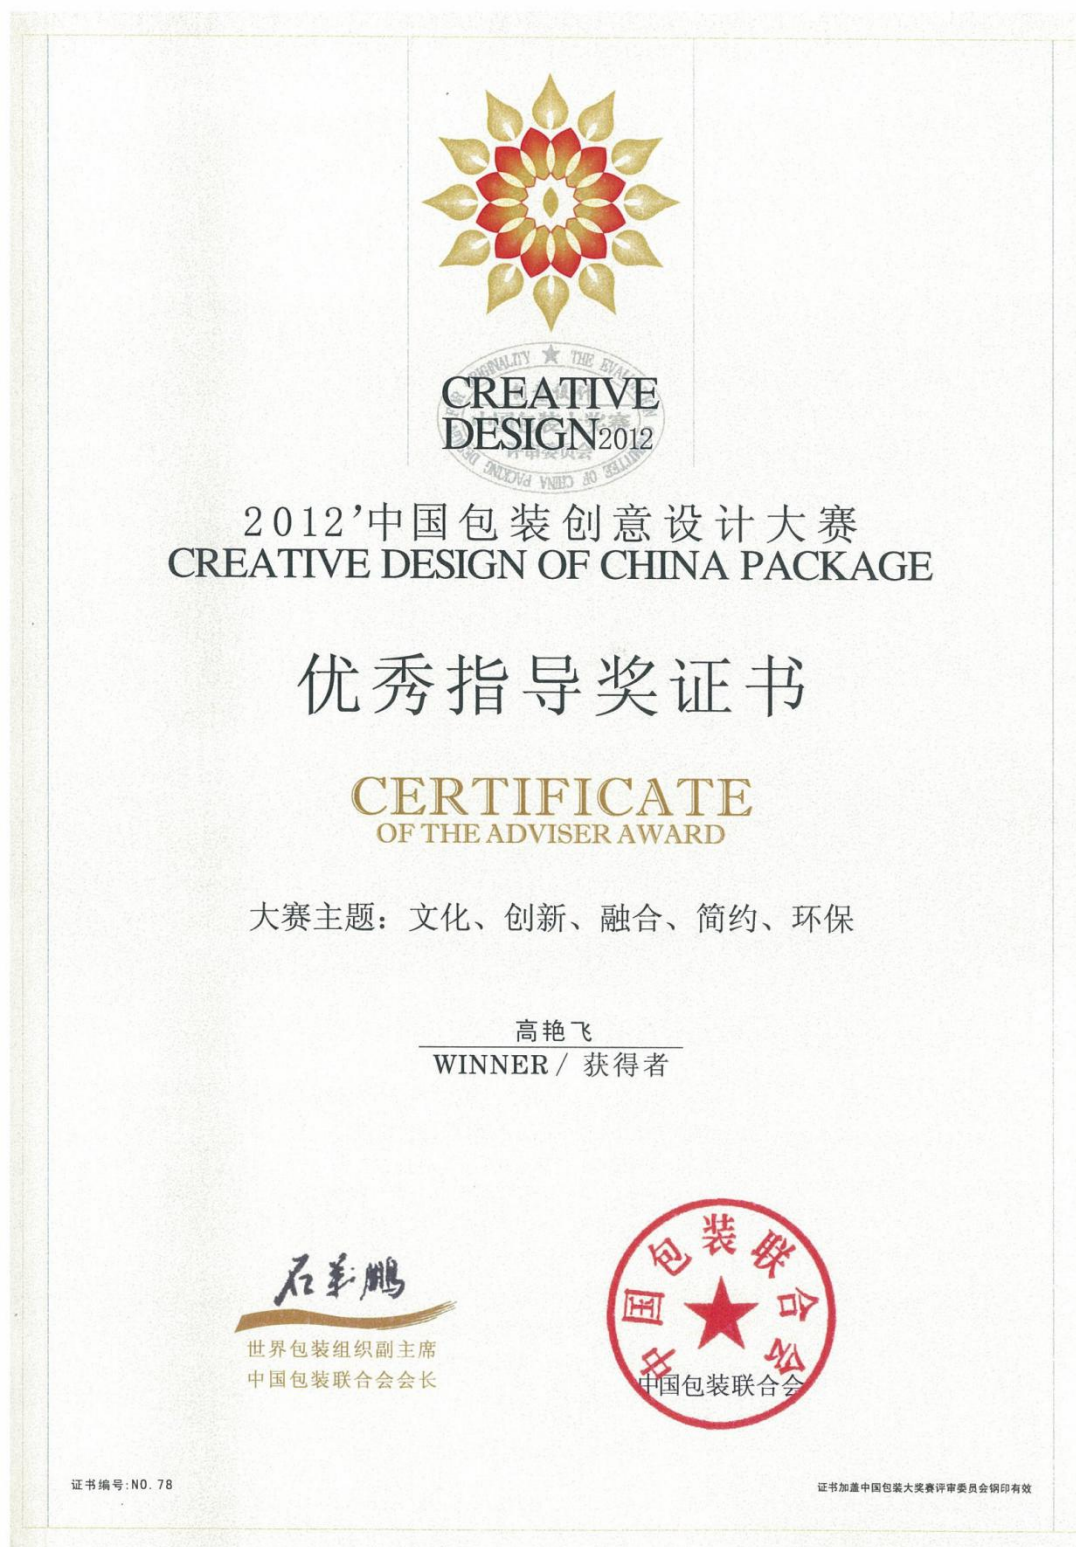 CREATIVE
DESIGN2012
2012’中国包装创意设计大赛
CREATIVE DESIGN OF CHINA PACKAGE
优秀指导奖证书
CERTIFICATE
OF THE ADVISER AWARD
大赛主题：文化、创新、融合、简约、环保
高艳飞
WINNER / 获得者
世界包装组织副主席
中国包装联合会会长
中国包装联合会
中国包装联合会
证书编号:NO. 78
证书加盖中国包装大奖赛评审委员会钢印有效